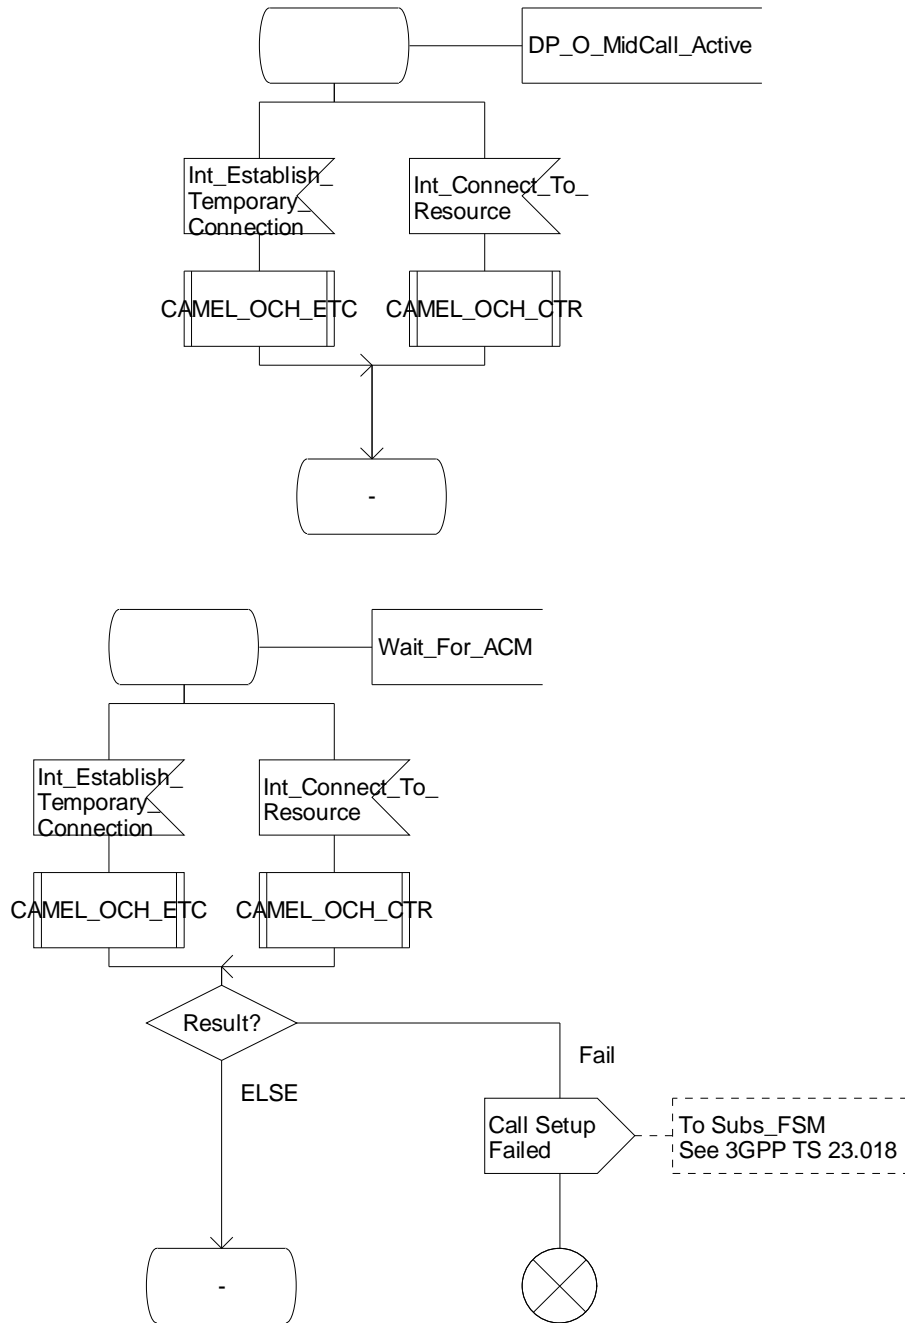 DP_O_MidCall_Active
Int_Establish_
Temporary_
Connection
Int_Connect_To_
Resource
CAMEL_OCH_ETC
CAMEL_OCH_CTR
-
Wait_For_ACM
Int_Establish_
Temporary_
Connection
Int_Connect_To_
Resource
CAMEL_OCH_ETC
CAMEL_OCH_CTR
Result?
Fail
ELSE
Call Setup
Failed
To Subs_FSM
See 3GPP TS 23.018
-